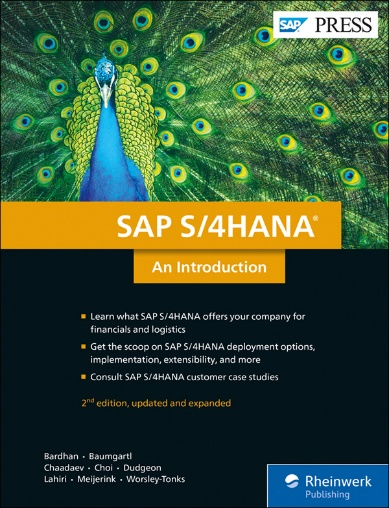 SAP PRESS
SAP S/4HANA®
An Introduction
■ Learn what SAP S/4HANA offers your company for
financials and logistics
■ Get the scoop on SAP S/4HANA deployment options,
implementation, extensibility, and more
■ Consult SAP S/4HANA customer case studies
2nd edition, updated and expanded
Bardhan • Baumgartl
Chaadaev • Choi • Dudgeon
Lahiri • Meijerink • Worsley-Tonks
Rheinwerk
Publishing